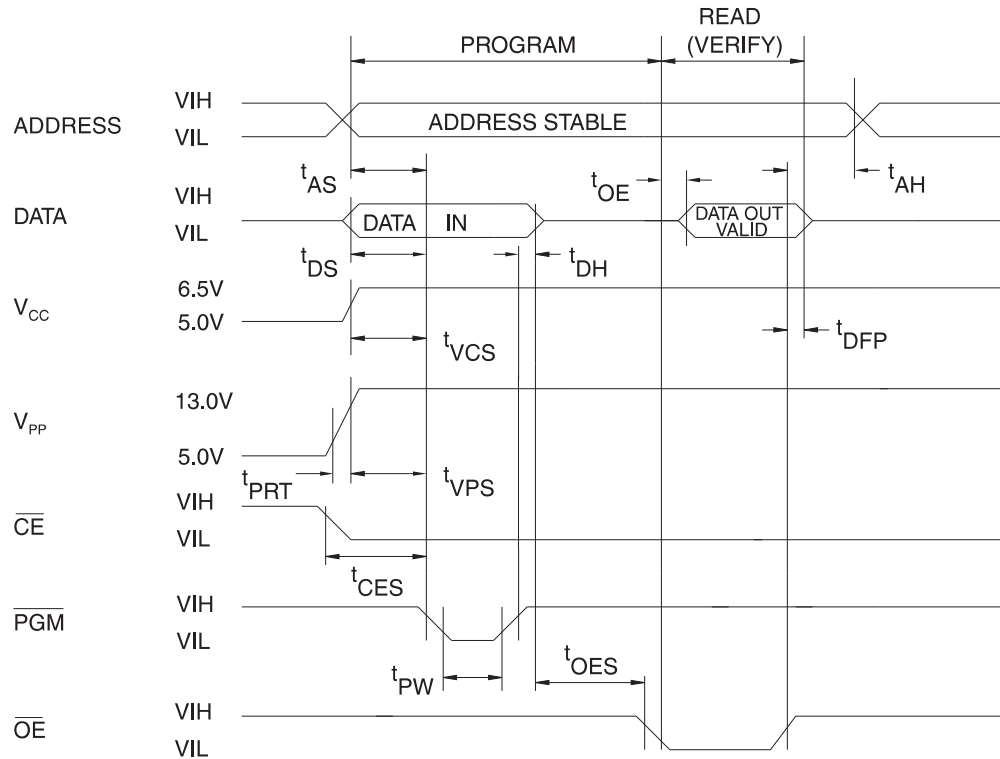 READ
PROGRAM (VERIFY)
ADDRESS VIH
VIL ADDRESS STABLE
tAS tOE tAH
DATA VIH
VIL DATA IN DATA OUT
VALID
tDS tDH
VCC 6.5V
5.0V
tVCS tDFP
VPP 13.0V
5.0V
tPRT tVPS
CE VIH
VIL
tCES
PGM VIH
VIL
tPW tOES
OE VIH
VIL